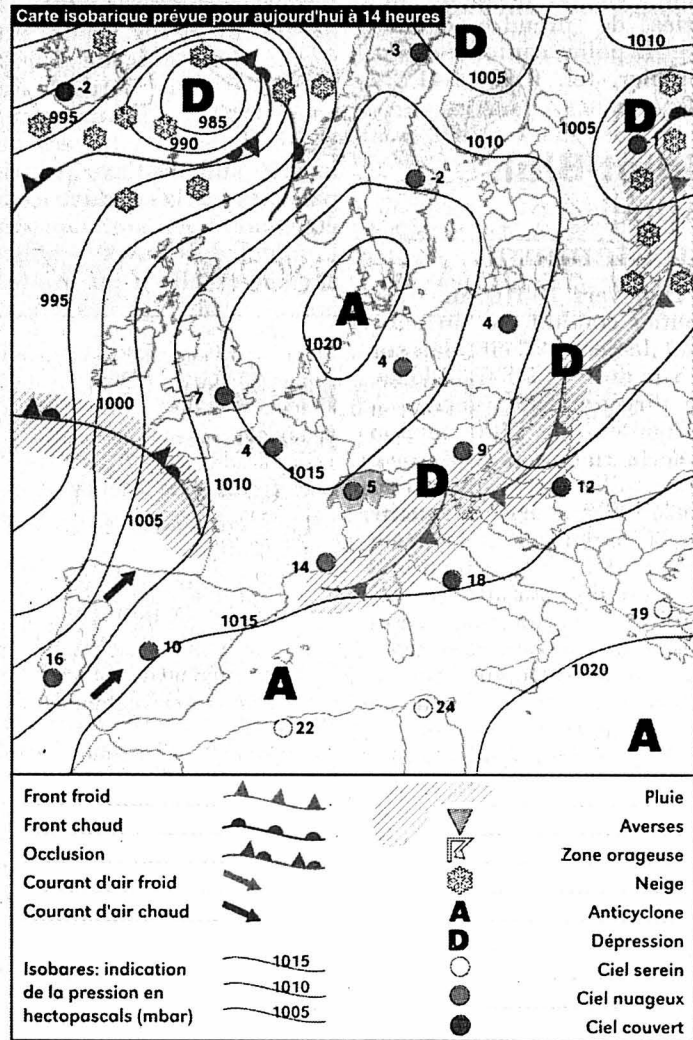 Carte isobarique prévue pour aujourd'hui à 14 heures
-3
D
1010
-2
1005
D
995
985
1005
D
-1
990
1010
-2
995
A
1020
4
D
4
7
1000
4
9
1015
D
1010
5
12
1005
14
18
1015
19
10
16
1020
A
24
22
A
Front froid
Front chaud
Occlusion
Courant d'air froid
Courant d'air chaud
Isobares: indication
de la pression en
hectopascals (mbar)
1015
1010
1005
Pluie
Averses
Zone orageuse
Neige
A Anticyclone
D Dépression
Ciel serein
Ciel nuageux
Ciel couvert